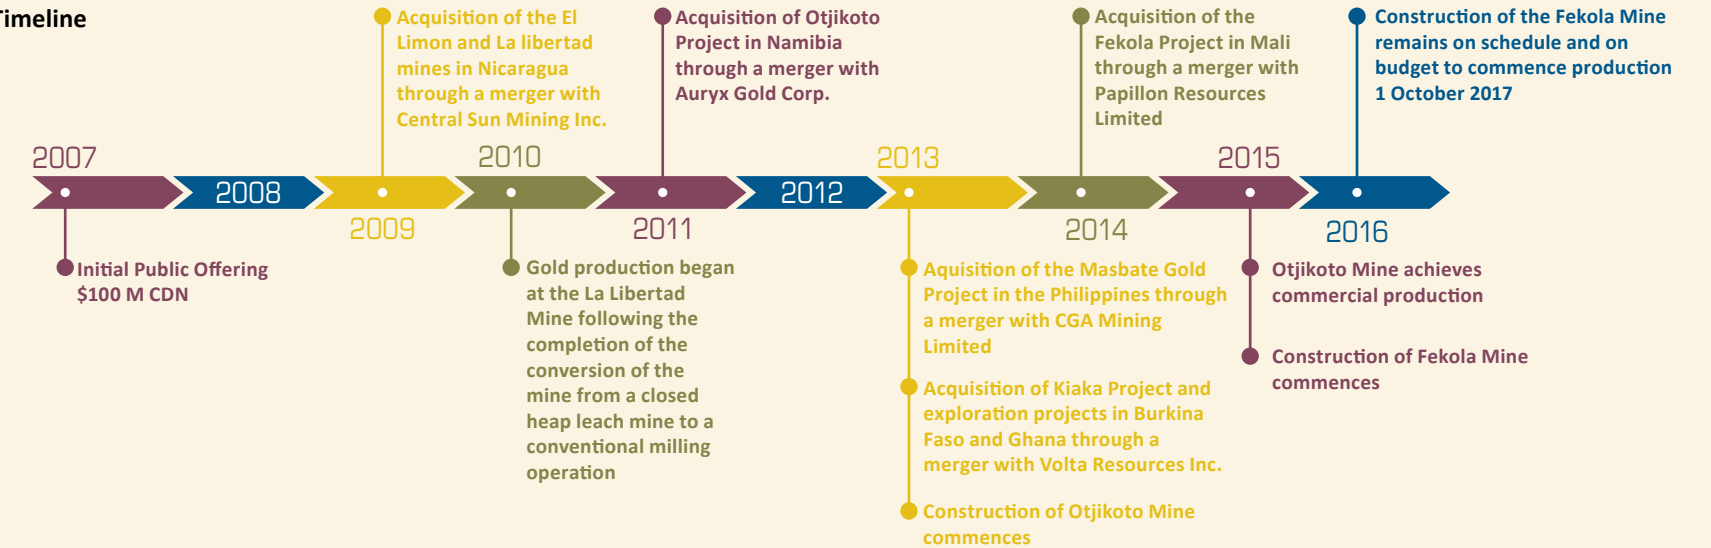 Timeline
Acquisition of the El
Limon and La libertad
mines in Nicaragua
through a merger with
Central Sun Mining Inc.
Acquisition of Otjikoto
Project in Namibia
through a merger with
Auryx Gold Corp.
Acquisition of the
Fekola Project in Mali
through a merger with
Papillon Resources
Limited
Construction of the Fekola Mine
remains on schedule and on
budget to commence production
1 October 2017
2007
2008
2009
2010
2011
2012
2013
2014
2015
2016
Initial Public Offering
$100 M CDN
Gold production began
at the La Libertad
Mine following the
completion of the
conversion of the
mine from a closed
heap leach mine to a
conventional milling
operation
Aquisition of the Masbate Gold
Project in the Philippines through
a merger with CGA Mining
Limited
Acquisition of Kiaka Project and
exploration projects in Burkina
Faso and Ghana through a
merger with Volta Resources Inc.
Construction of Otjikoto Mine
commences
Otjikoto Mine achieves
commercial production
Construction of Fekola Mine
commences